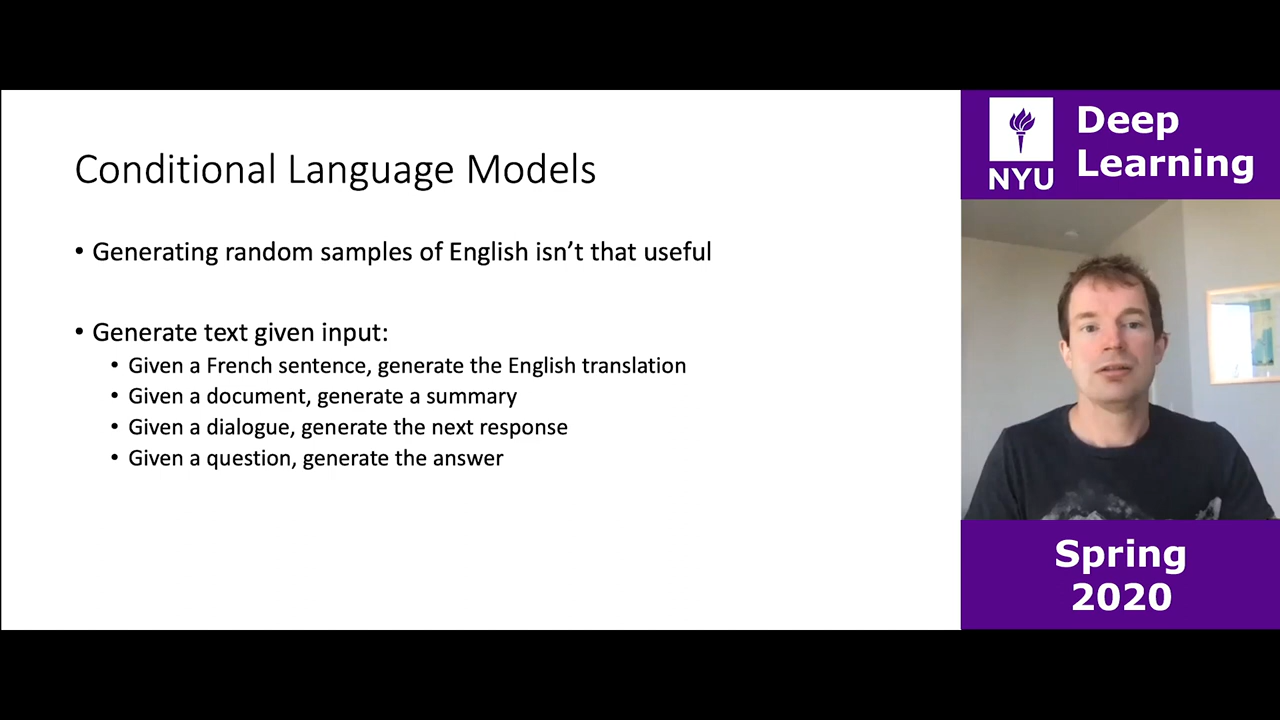 Conditional Language Models
• Generating random samples of English isn’t that useful
• Generate text given input:
• Given a French sentence, generate the English translation
• Given a document, generate a summary
• Given a dialogue, generate the next response
• Given a question, generate the answer
NYU
Deep
Learning
Spring
2020